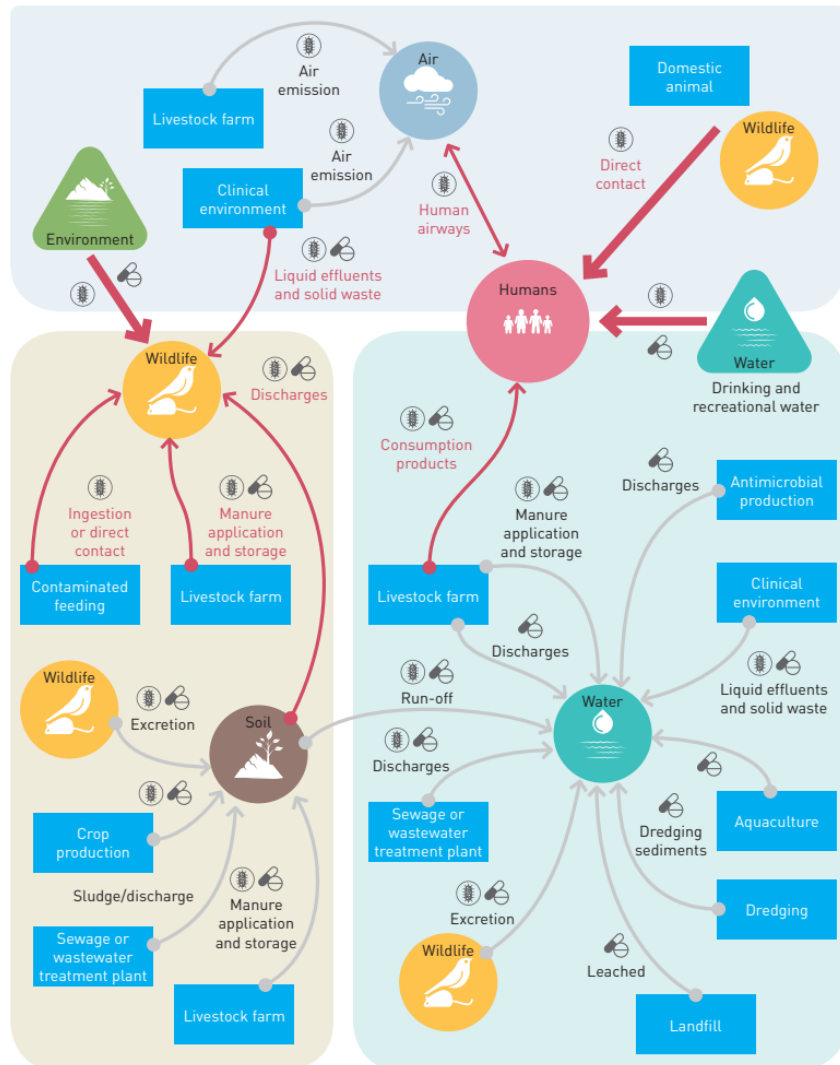 Air
emission
Air
Livestock farm
Air
emission
Domestic
animal
Wildlife
Direct
contact
Environment
Clinical
environment
Human
airways
Liquid effluents
and solid waste
Humans
Water
Drinking and
recreational water
Wildlife
Discharges
Ingestion
or direct
contact
Manure
application
and storage
Contaminated
feeding
Livestock farm
Consumption
products
Manure
application
and storage
Discharges
Antimicrobial
production
Livestock farm
Discharges
Clinical
environment
Liquid effluents
and solid waste
Wildlife
Excretion
Soil
Run-off
Water
Discharges
Crop
production
Sewage or
wastewater
treatment plant
Dredging
sediments
Aquaculture
Sludge/discharge
Manure
application
and storage
Sewage or
wastewater
treatment plant
Livestock farm
Excretion
Wildlife
Leached
Dredging
Landfill